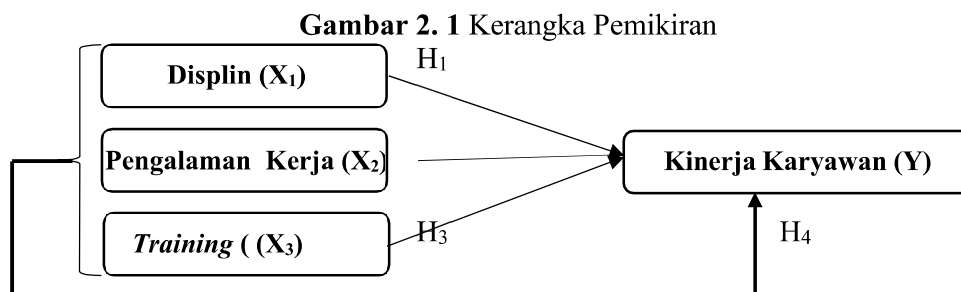 Gambar 2. 1 Kerangka Pemikiran
H1
Displin (X1)
Pengalaman Kerja (X2)
Kinerja Karyawan (Y)
Training ( (X3)
H3
H4